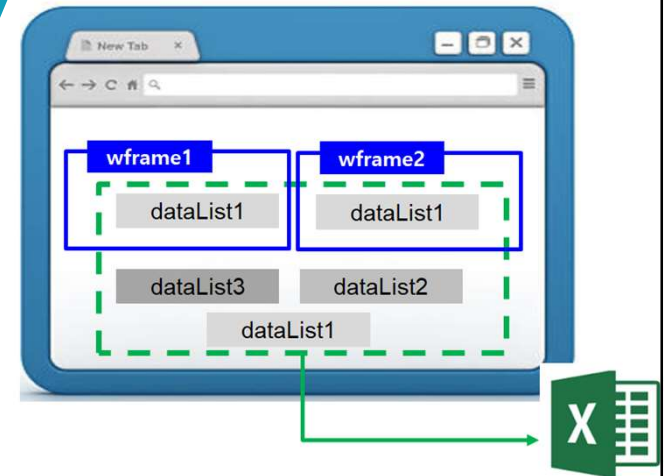 New Tab
wframe1
wframe2
dataList1
dataList1
dataList3
dataList2
dataList1
X